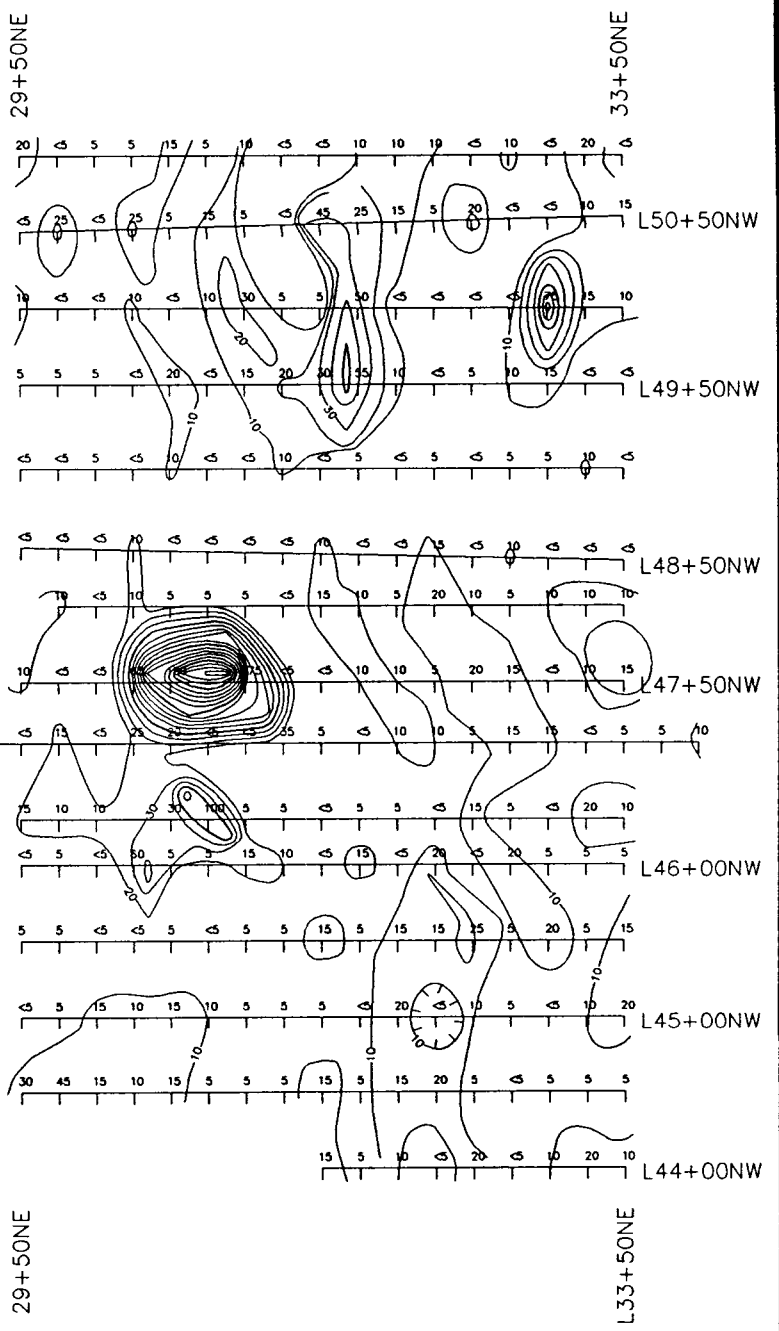 29+50NE 33+50NE
20 <5 5 5 15 5 10 <5 <5 10 10 10 <5 10 <5 20 <5
<5 25 <5 25 5 15 5 <5 45 25 15 5 20 <5 <5 10 15 L50+50NW
10 <5 <5 10 <5 10 30 5 5 50 <5 <5 <5 <5 15 10
20
10
5 5 5 <5 20 <5 15 20 30 55 10 <5 5 10 15 <5 <5 L49+50NW
10 10 30
<5 <5 5 <5 10 <5 <5 10 <5 5 <5 <5 <5 <5 5 10 5
<5 <5 <5 10 <5 <5 <5 <5 10 <5 <5 15 <5 10 <5 <5 <5 L48+50NW
10 <5 10 5 5 5 <5 15 10 5 5 10 5 5 10 10 10
10 <5 <5 75 <5 5 <5 <5 5 10 15 <5 10 15 L47+50NW
<5 15 <5 25 20 <5 <5 35 5 <5 10 10 5 15 15 <5 5 5 10
15 10 10 30 30 100 5 5 <5 5 5 5 15 5 <5 20 10
<5 5 <5 50 5 5 5 10 <5 15 <5 20 <5 20 5 5 5 L46+00NW
20 10
5 5 <5 <5 5 <5 5 5 15 5 5 15 25 5 20 5 15
10
<5 5 10 10 15 10 5 5 5 <5 20 <5 10 5 <5 10 20 L45+00NW
10 10 10
30 45 15 10 15 5 5 5 15 5 15 20 5 <5 5 5 5
15 5 10 <5 20 <5 10 20 10 L44+00NW
29+50NE L33+50NE